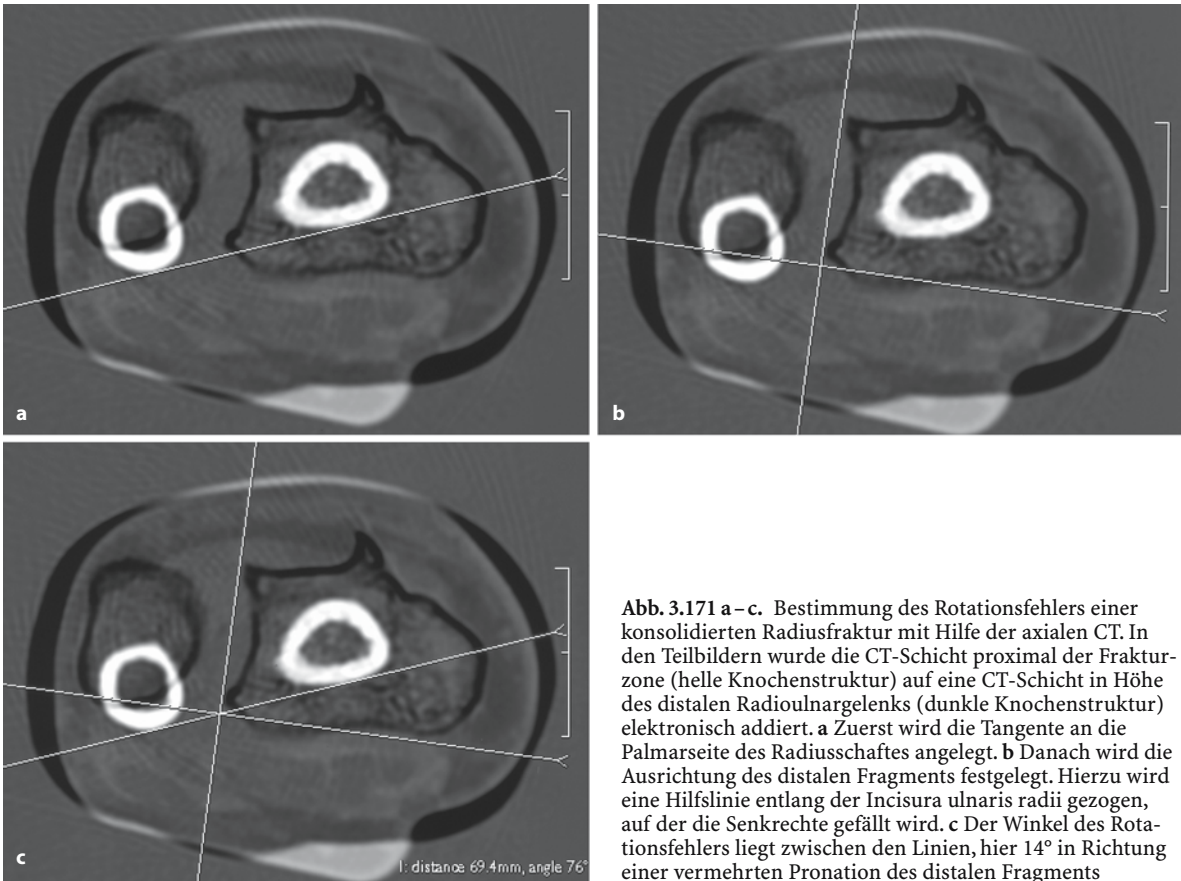 a
b
c
l: distance 69.4mm, angle 76°
Abb. 3.171 a–c. Bestimmung des Rotationsfehlers einer
konsolidierten Radiusfraktur mit Hilfe der axialen CT. In
den Teilbildern wurde die CT-Schicht proximal der Fraktur-
zone (helle Knochenstruktur) auf eine CT-Schicht in Höhe
des distalen Radioulnargelenks (dunkle Knochenstruktur)
elektronisch addiert. a Zuerst wird die Tangente an die
Palmarseite des Radiusschaftes angelegt. b Danach wird die
Ausrichtung des distalen Fragments festgelegt. Hierzu wird
eine Hilfslinie entlang der Incisura ulnaris radii gezogen,
auf der die Senkrechte gefällt wird. c Der Winkel des Rota-
tionsfehlers liegt zwischen den Linien, hier 14° in Richtung
einer vermehrten Pronation des distalen Fragments